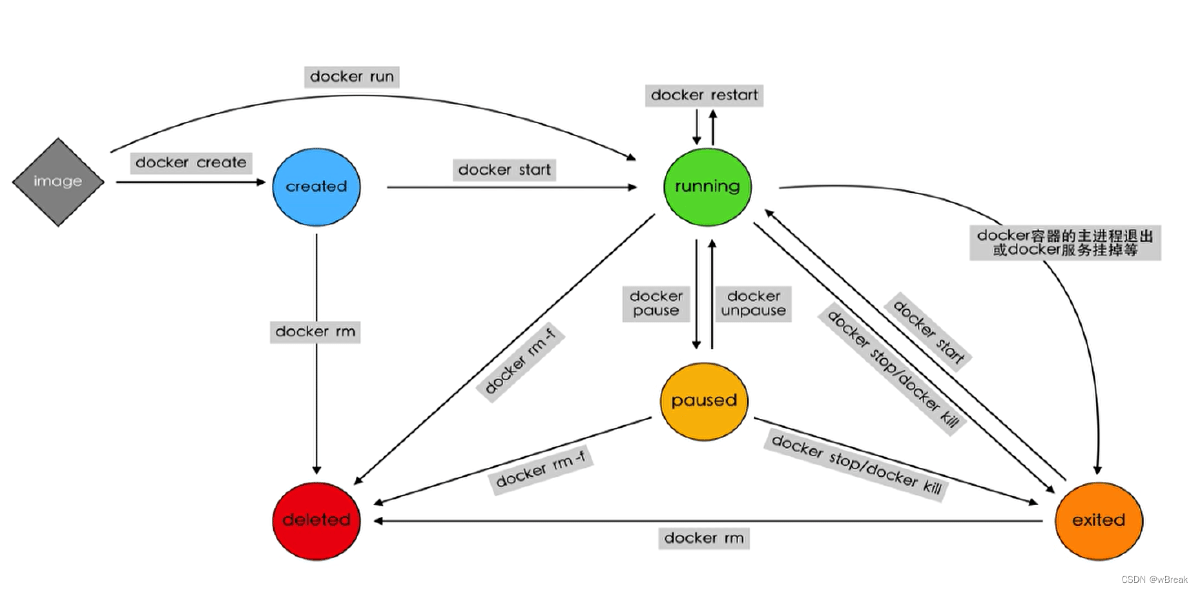 docker run
docker restart
docker create
image
created
docker start
running
docker容器的主进程退出
或docker服务挂掉等
docker
pause
docker
unpause
docker start
docker stop/docker kill
docker rm
docker rm -f
paused
docker rm -f
docker stop/docker kill
deleted
exited
docker rm
CSDN @wBreak